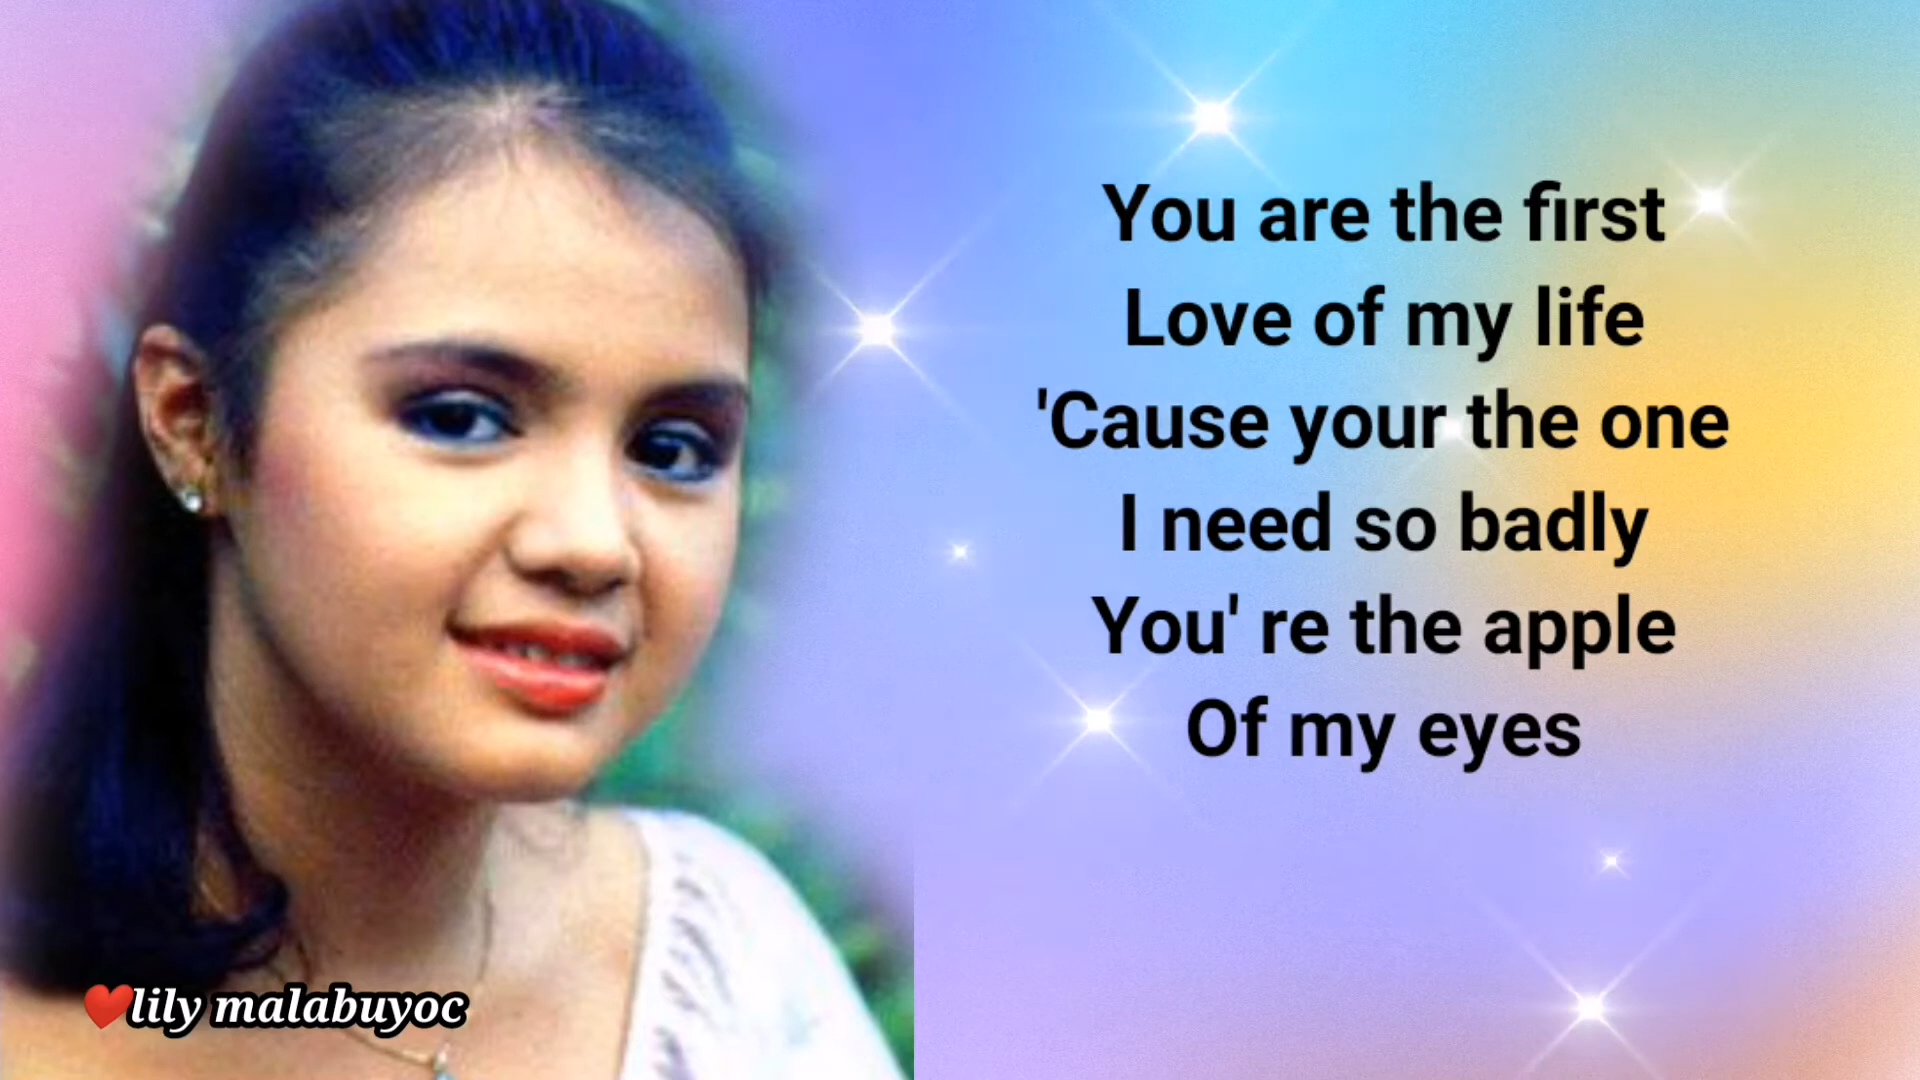 You are the first
Love of my life
'Cause your the one
I need so badly
You' re the apple
Of my eyes
❤️lily malabuyoc